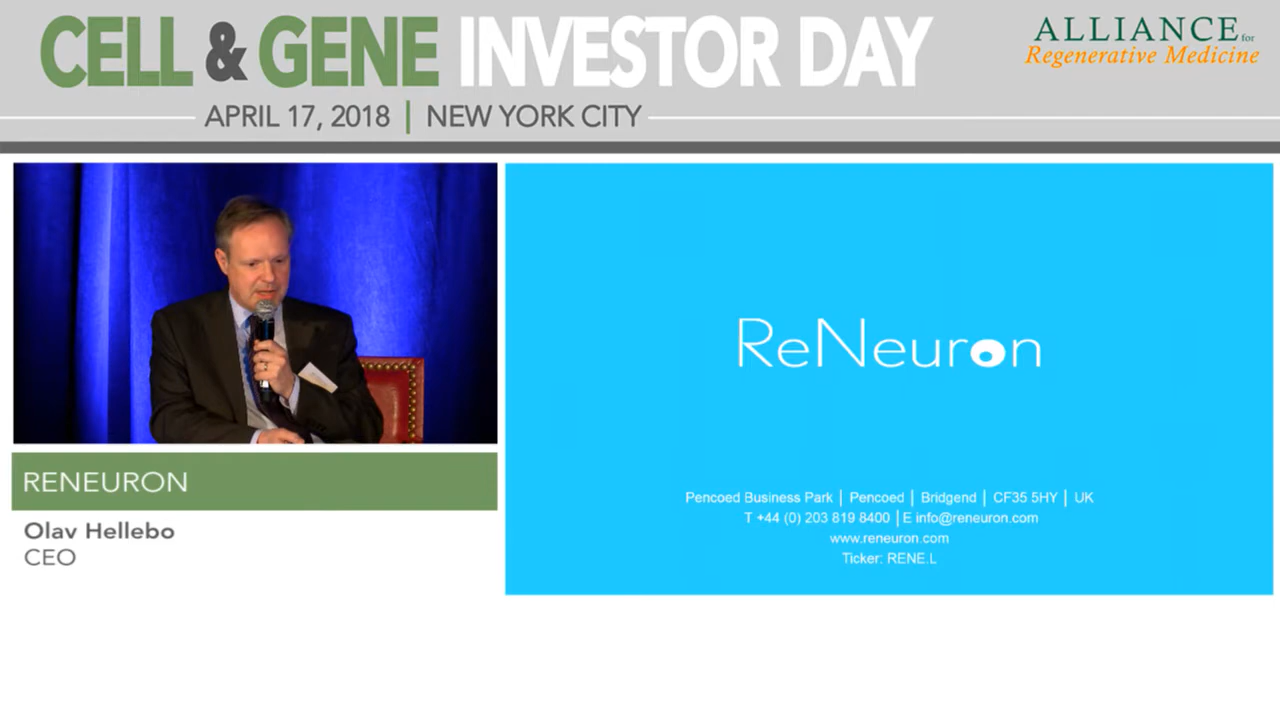 CELL & GENE INVESTOR DAY
APRIL 17, 2018 | NEW YORK CITY
ALLIANCE for
Regenerative Medicine
RENEURON
Olav Hellebo
CEO
ReNeuron
Pencoed Business Park | Pencoed | Bridgend | CF35 5HY | UK
T +44 (0) 203 819 8400 | E info@reneuron.com
www.reneuron.com
Ticker: RENE.L